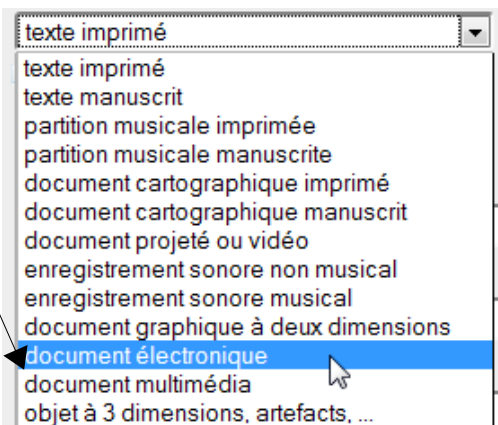 texte imprimé
texte imprimé
texte manuscrit
partition musicale imprimée
partition musicale manuscrite
document cartographique imprimé
document cartographique manuscrit
document projeté ou vidéo
enregistrement sonore non musical
enregistrement sonore musical
document graphique à deux dimensions
document électronique
document multimédia
objet à 3 dimensions, artefacts, ...